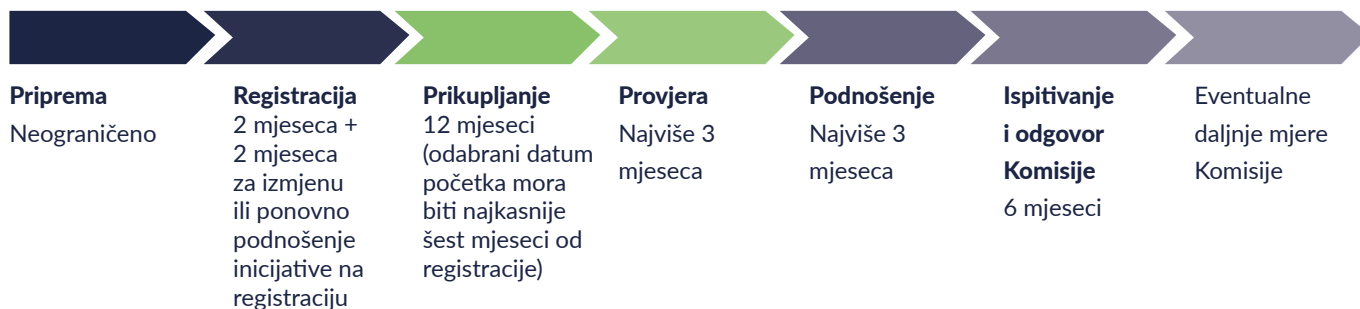 Priprema
Neograničeno
Registracija
2 mjeseca +
2 mjeseca
za izmjenu
ili ponovno
podnošenje
inicijative na
registraciju
Prikupljanje
12 mjeseci
(odabrani datum
početka mora
biti najkasnije
šest mjeseci od
registracije)
Provjera
Najviše 3
mjeseca
Podnošenje
Najviše 3
mjeseca
Ispitivanje
i odgovor
Komisije
6 mjeseci
Eventualne
daljnje mjere
Komisije